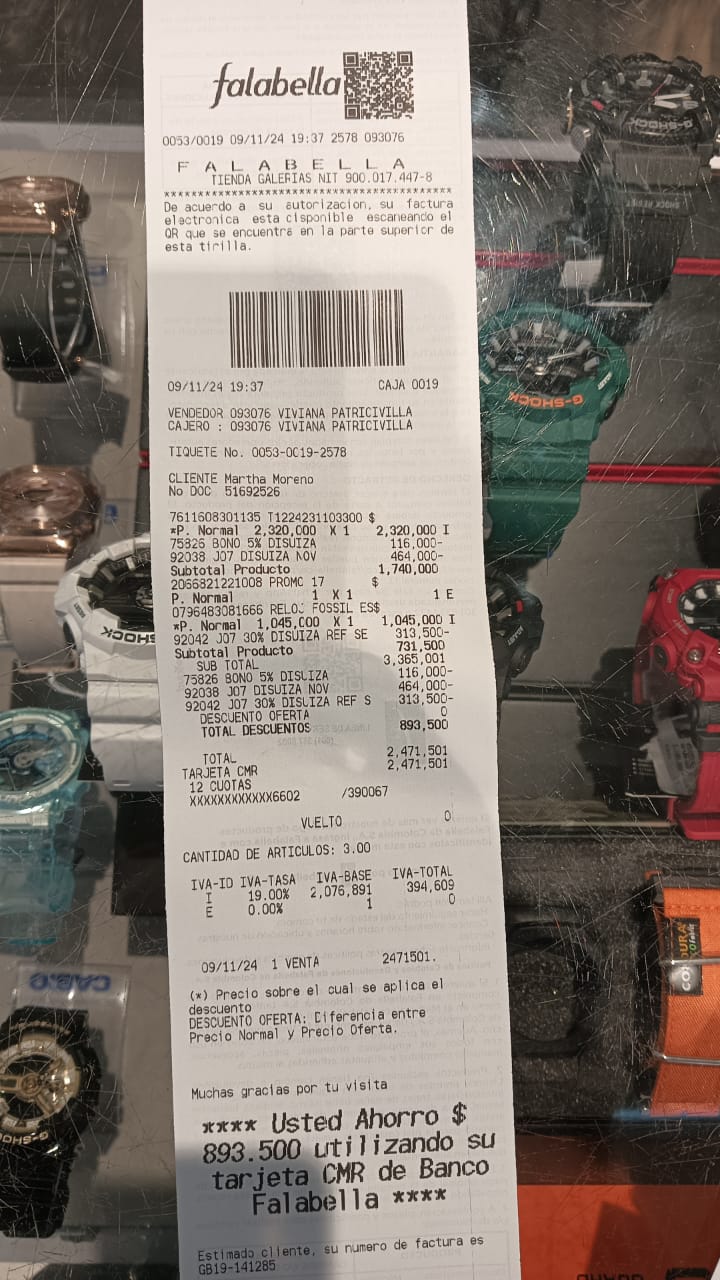 falabella
0053/0019 09/11/24 19:37 2578 093076
F A L A B E L L A
TIENDA GALERIAS NIT 900.017.447-8
****************************************************
De acuerdo a su autorizacion, su factura
electronica esta disponible escaneando el
QR que se encuentra en la parte superior de
esta tirilla.
09/11/24 19:37 CAJA 0019
VENDEDOR 093076 VIVIANA PATRICIVILLA
CAJERO : 093076 VIVIANA PATRICIVILLA
TIQUETE No. 0053-0019-2578
CLIENTE Martha Moreno
No DOC 51692526
7611608301135 T1224231103300 $
*P. Normal 2,320,000 X 1 2,320,000 I
75826 BONO 5% DISUIZA 116,000-
92038 J07 DISUIZA NOV 464,000-
Subtotal Producto 1,740,000
2066821221008 PROMO 17 $
P. Normal 1 X 1 1 E
0796483081666 RELOJ FOSSIL ES$
*P. Normal 1,045,000 X 1 1,045,000 I
92042 J07 30% DISUIZA REF SE 313,500-
Subtotal Producto 731,500
SUB TOTAL 3,365,001
75826 BONO 5% DISUIZA 116,000-
92038 J07 DISUIZA NOV 464,000-
92042 J07 30% DISUIZA REF S 313,500-
DESCUENTO OFERTA 0
TOTAL DESCUENTOS 893,500
TOTAL 2,471,501
TARJETA CMR 2,471,501
12 CUOTAS
XXXXXXXXXXXX6602 /390067
VUELTO 0
CANTIDAD DE ARTICULOS: 3.00
IVA-ID IVA-TASA IVA-BASE IVA-TOTAL
I 19.00% 2,076,891 394,609
E 0.00% 1 0
09/11/24 1 VENTA 2471501.
(*) Precio sobre el cual se aplica el
descuento
DESCUENTO OFERTA: Diferencia entre
Precio Normal y Precio Oferta.
Muchas gracias por tu visita
**** Usted Ahorro $
893.500 utilizando su
tarjeta CMR de Banco
Falabella ****
Estimado cliente, su numero de factura es
GB19-141285
G-SHOCK
G-SHOCK
G-SHOCK
CASIO
G-SHOCK
CORDURA